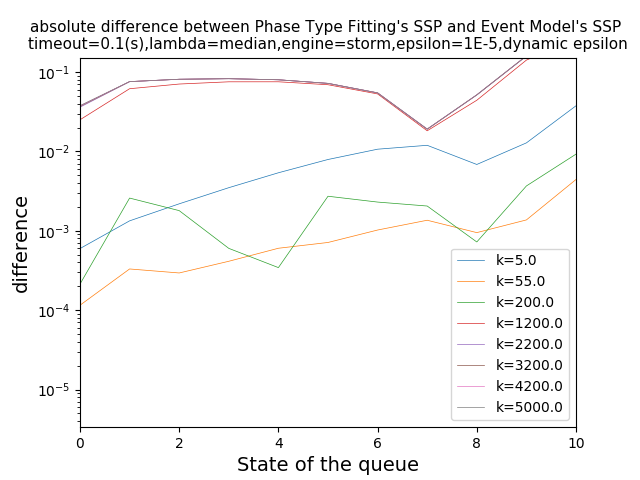 absolute difference between Phase Type Fitting's SSP and Event Model's SSP
timeout=0.1(s),lambda=median,engine=storm,epsilon=1E-5,dynamic epsilon
10⁻¹
10⁻²
10⁻³
10⁻⁴
10⁻⁵
difference
k=5.0
k=55.0
k=200.0
k=1200.0
k=2200.0
k=3200.0
k=4200.0
k=5000.0
0 2 4 6 8 10
State of the queue